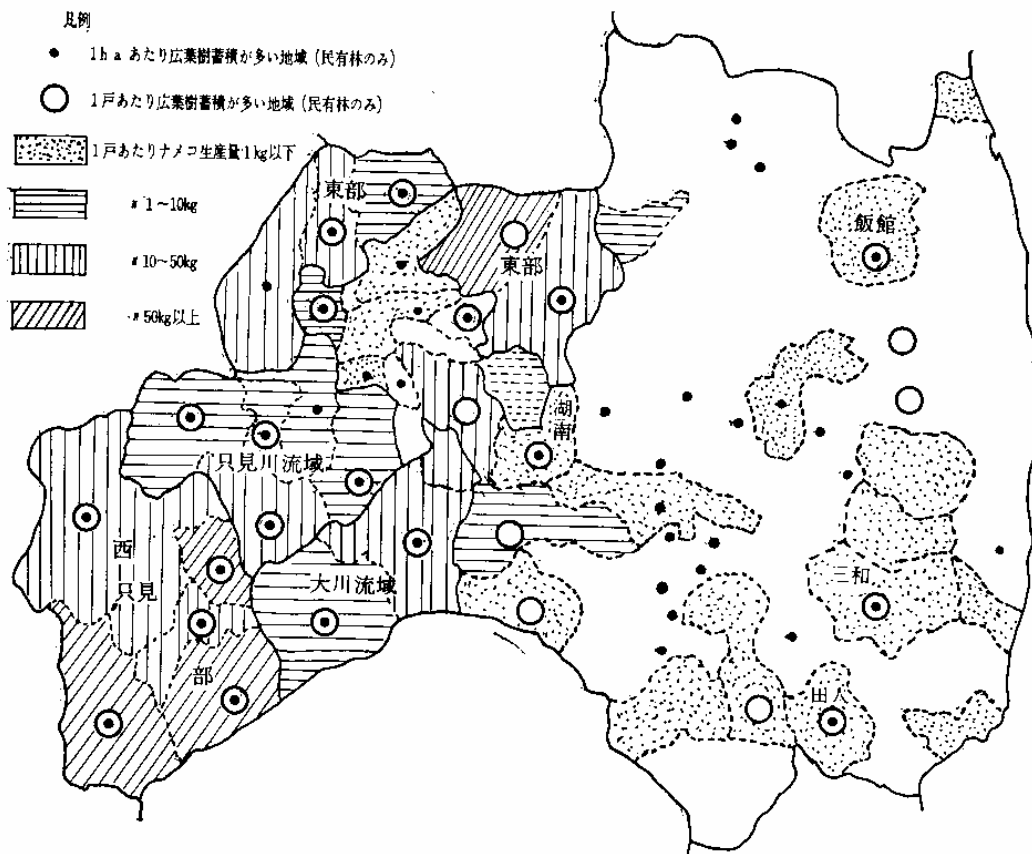 凡例
1haあたり広葉樹蓄積が多い地域(民有林のみ)
1戸あたり広葉樹蓄積が多い地域(民有林のみ)
1戸あたりナメコ生産量1kg以下
〃 1~10kg
〃 10~50kg
〃 50kg以上
東部
東部
飯館
湖南
只見川流域
西
只見
大川流域
三和
部
田人